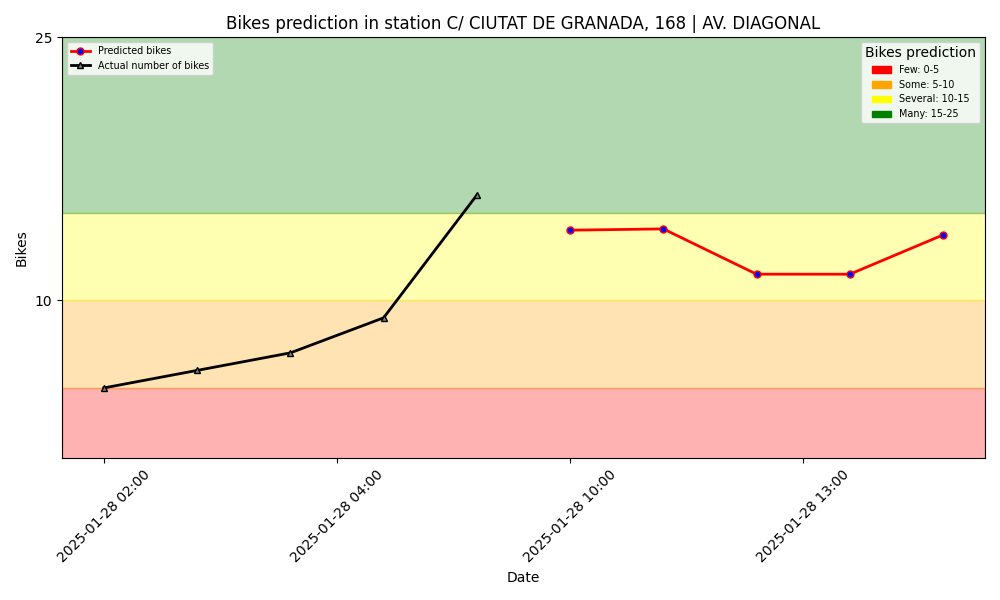 Bikes prediction in station C/ CIUTAT DE GRANADA, 168 | AV. DIAGONAL
25
10
Bikes
Predicted bikes
Actual number of bikes
Bikes prediction
Few: 0-5
Some: 5-10
Several: 10-15
Many: 15-25
2025-01-28 02:00
2025-01-28 04:00
2025-01-28 10:00
2025-01-28 13:00
Date